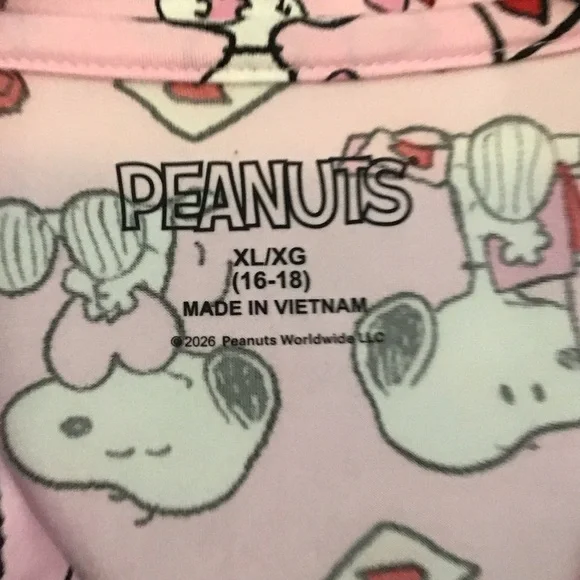 PEANUTS
XL/XG
(16-18)
MADE IN VIETNAM
©2026 Peanuts Worldwide LLC